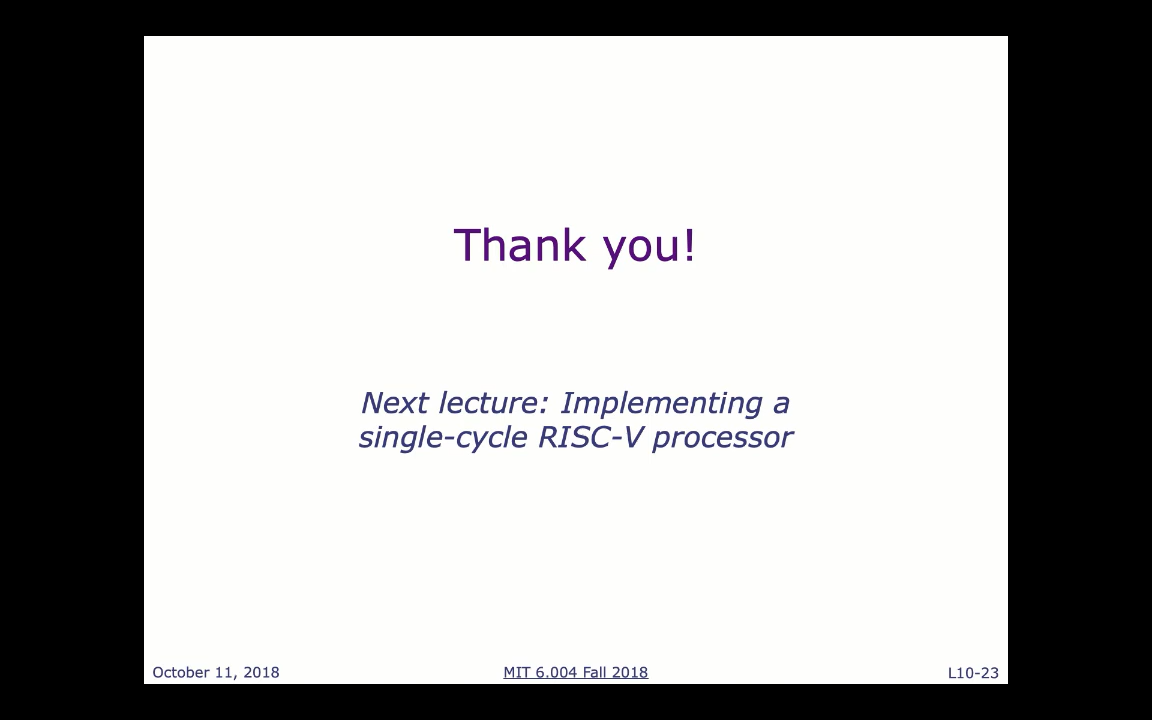 Thank you!
Next lecture: Implementing a
single-cycle RISC-V processor
October 11, 2018
MIT 6.004 Fall 2018
L10-23